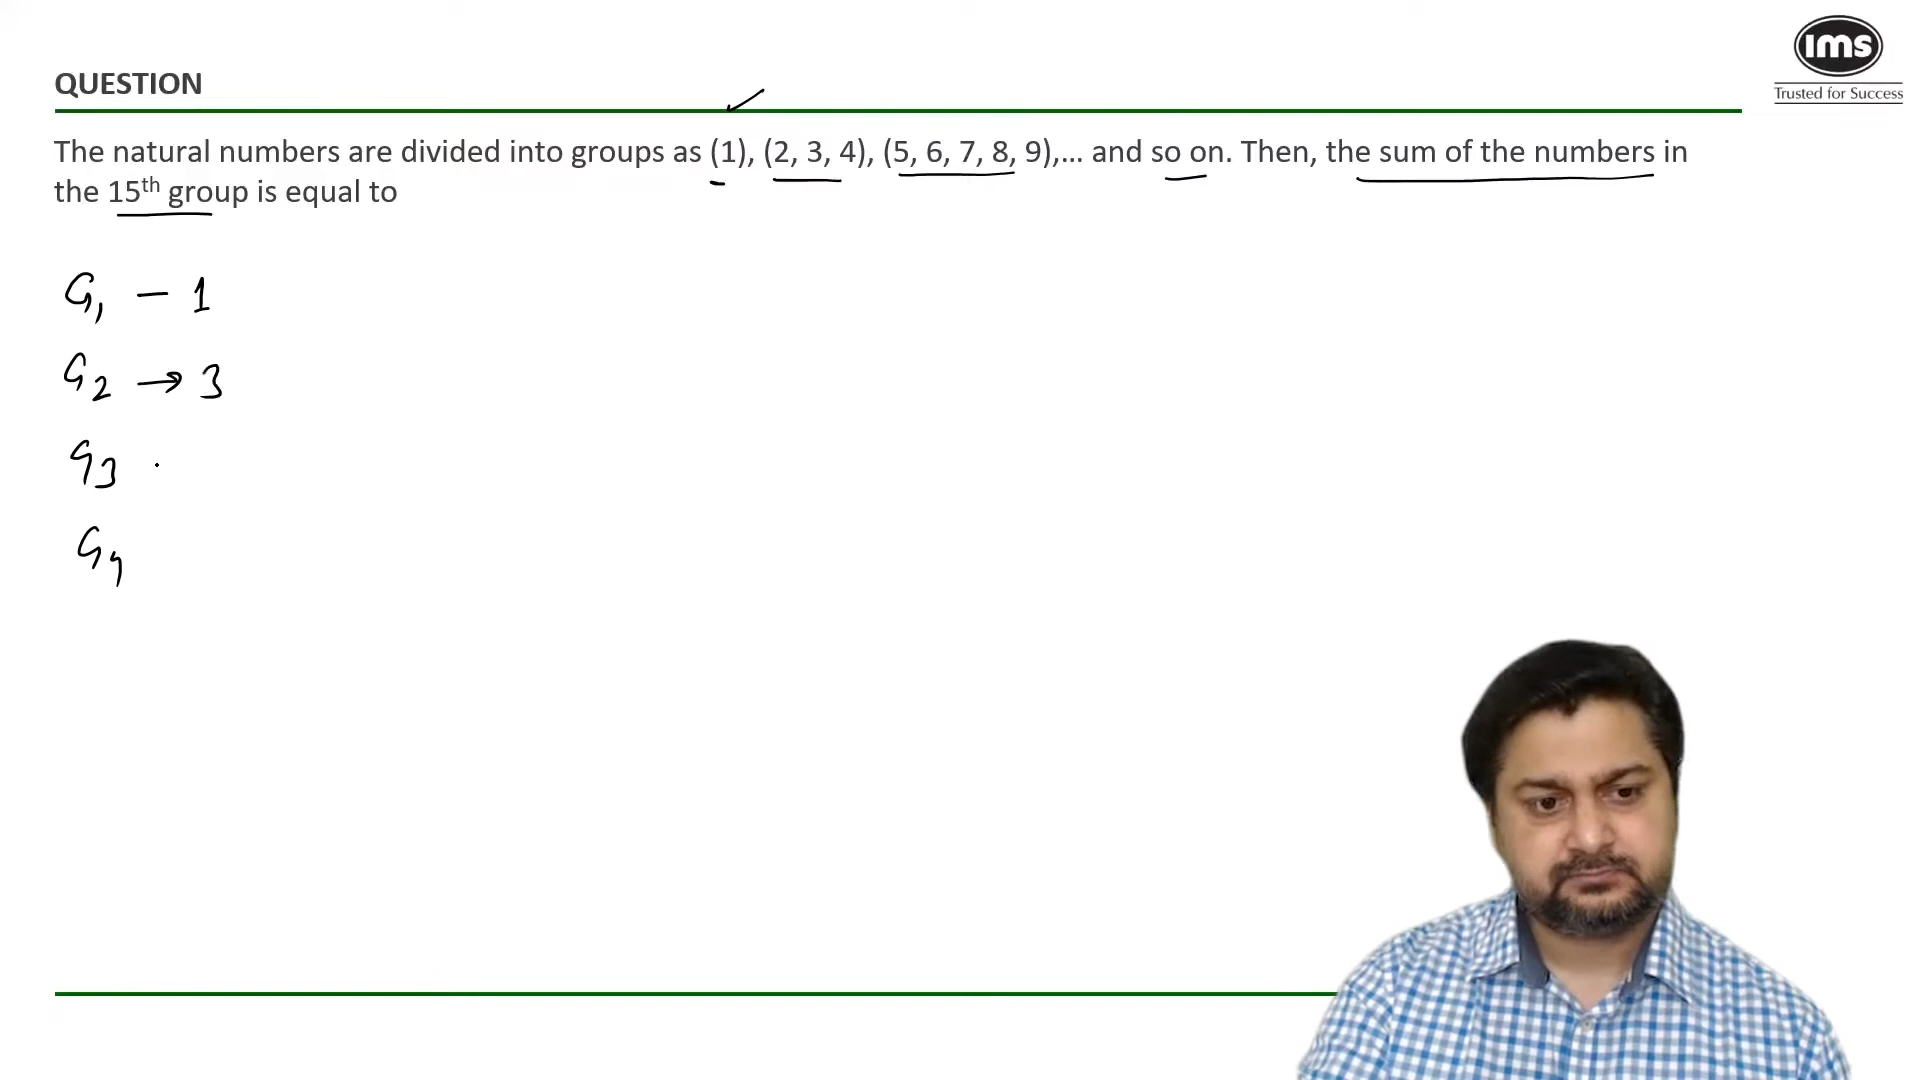 ims
Trusted for Success
QUESTION
The natural numbers are divided into groups as (1), (2, 3, 4), (5, 6, 7, 8, 9),... and so on. Then, the sum of the numbers in
the 15th group is equal to
G1 – 1
G2 → 3
G3
G4